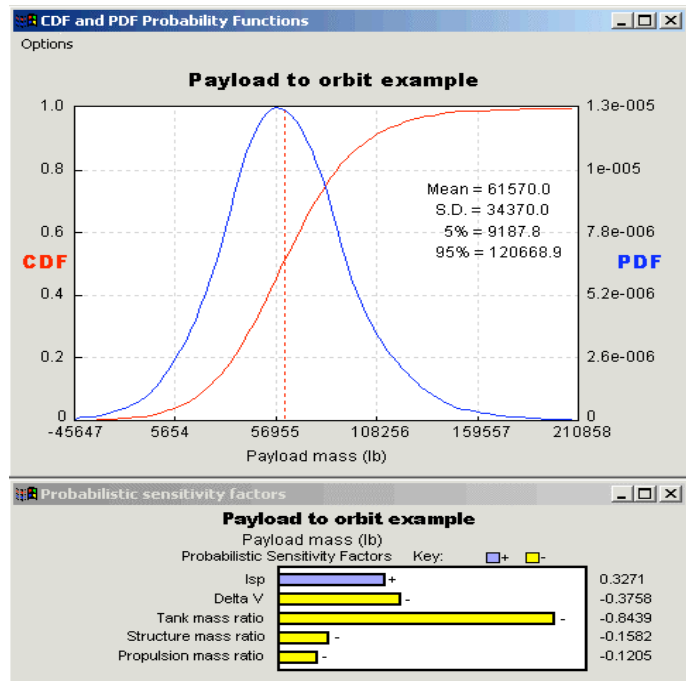 CDF and PDF Probability Functions
Options
Payload to orbit example
1.0
0.8
0.6
CDF
0.4
0.2
0
1.3e-005
1e-005
7.8e-006
PDF
5.2e-006
2.6e-006
0
Mean = 61570.0
S.D. = 34370.0
5% = 9187.8
95% = 120668.9
-45647 5654 56955 108256 159557 210858
Payload mass (lb)
Probabilistic sensitivity factors
Payload to orbit example
Payload mass (lb)
Probabilistic Sensitivity Factors Key: + -
Isp + 0.3271
Delta V - -0.3758
Tank mass ratio - -0.8439
Structure mass ratio - -0.1582
Propulsion mass ratio - -0.1205